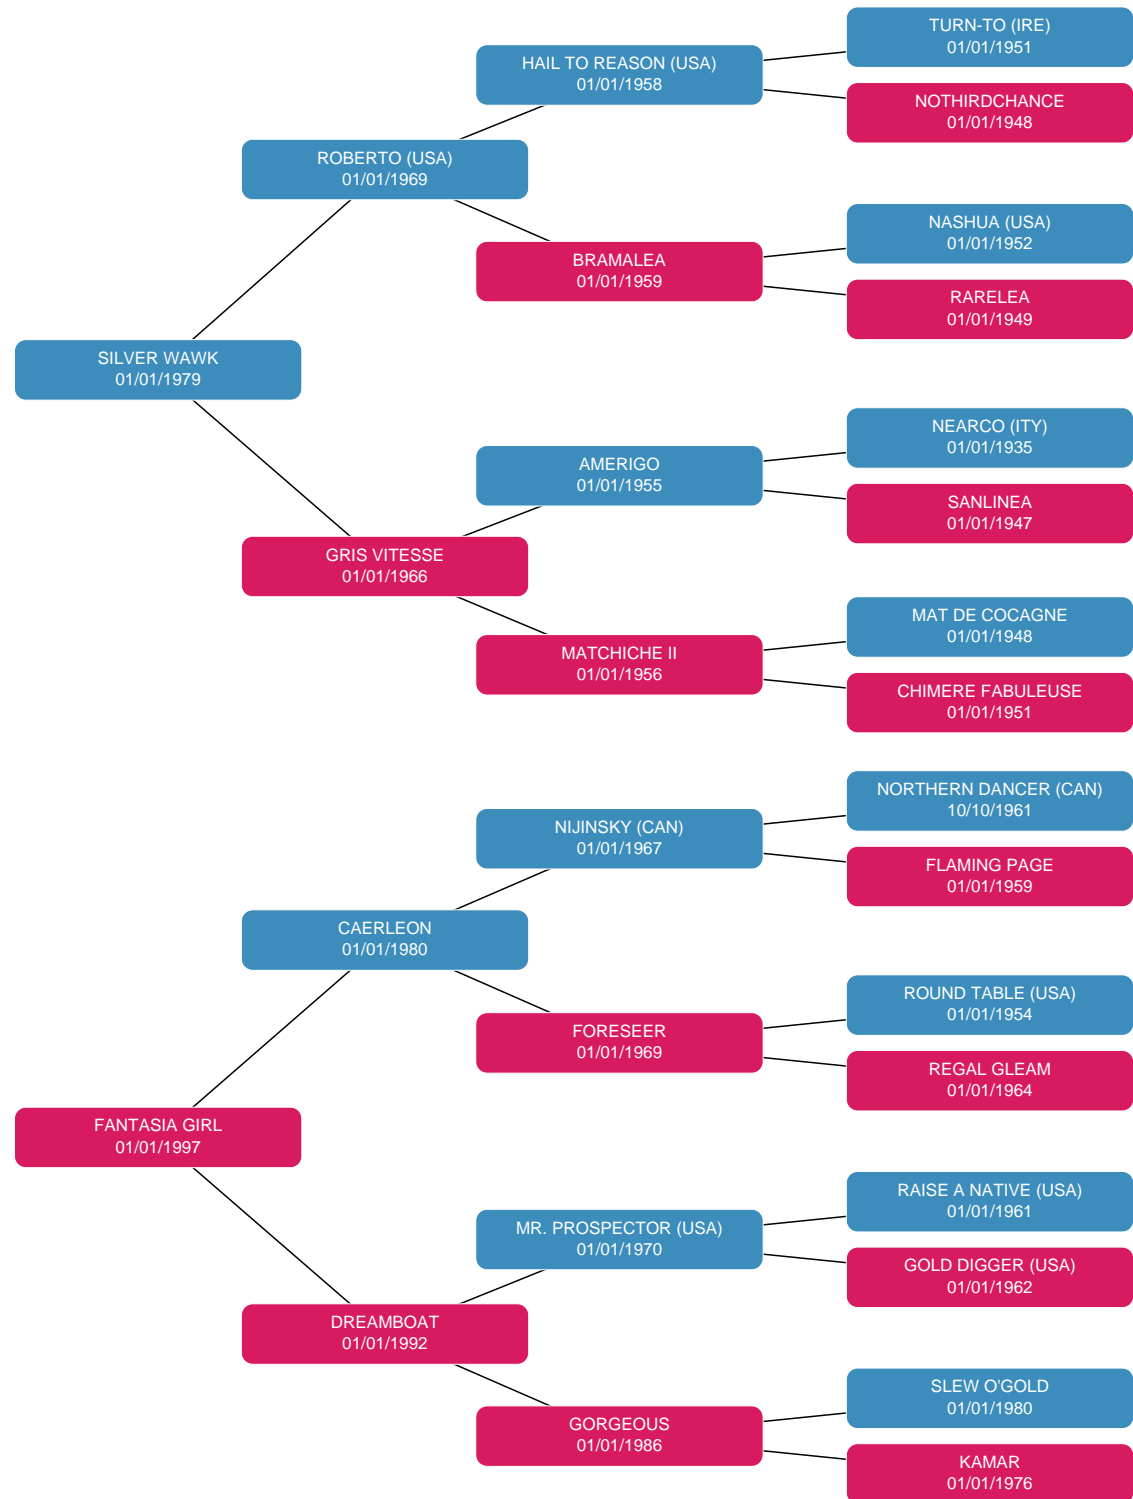 TURN-TO (IRE)
01/01/1951
HAIL TO REASON (USA)
01/01/1958
NOTHIRDCHANCE
01/01/1948
ROBERTO (USA)
01/01/1969
NASHUA (USA)
01/01/1952
BRAMALEA
01/01/1959
RARELEA
01/01/1949
SILVER WAWK
01/01/1979
NEARCO (ITY)
01/01/1935
AMERIGO
01/01/1955
SANLINEA
01/01/1947
GRIS VITESSE
01/01/1966
MAT DE COCAGNE
01/01/1948
MATCHICHE II
01/01/1956
CHIMERE FABULEUSE
01/01/1951
NORTHERN DANCER (CAN)
10/10/1961
NIJINSKY (CAN)
01/01/1967
FLAMING PAGE
01/01/1959
CAERLEON
01/01/1980
ROUND TABLE (USA)
01/01/1954
FORESEER
01/01/1969
REGAL GLEAM
01/01/1964
FANTASIA GIRL
01/01/1997
RAISE A NATIVE (USA)
01/01/1961
MR. PROSPECTOR (USA)
01/01/1970
GOLD DIGGER (USA)
01/01/1962
DREAMBOAT
01/01/1992
SLEW O'GOLD
01/01/1980
GORGEOUS
01/01/1986
KAMAR
01/01/1976